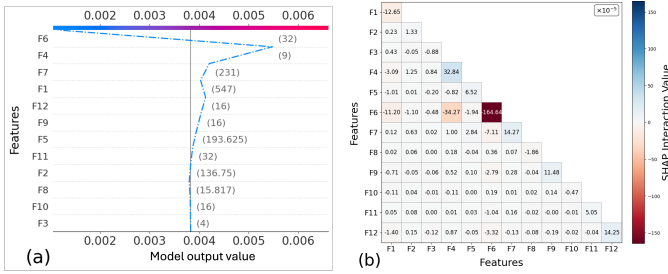 0.002 0.003 0.004 0.005 0.006
F6 (32)
F4 (9)
F7 (231)
F1 (547)
F12 (16)
F9 (16)
F5 (193.625)
F11 (32)
F2 (136.75)
F8 (15.817)
F10 (16)
F3 (4)
Features
0.002 0.003 0.004 0.005 0.006
(a) Model output value
×10⁻⁵
F1 -12.65
F2 0.23 1.33
F3 0.43 -0.05 -0.88
F4 -3.09 1.25 0.84 32.84
F5 -1.01 0.01 -0.20 -0.82 6.52
F6 -11.20 -1.10 -0.48 -34.27 -1.94 -164.64
F7 0.12 0.63 0.02 1.00 2.84 -7.11 14.27
F8 0.02 0.06 0.00 -0.18 -0.04 0.36 0.07 -1.86
F9 -0.71 -0.05 -0.06 0.52 0.10 -2.79 0.28 -0.04 11.48
F10 -0.11 0.04 -0.01 -0.11 0.00 0.19 0.01 0.02 0.14 -0.47
F11 0.05 0.08 0.00 0.01 0.03 -1.04 0.16 -0.02 -0.00 -0.01 5.05
F12 -1.40 0.15 -0.12 0.87 -0.05 -3.32 -0.13 -0.08 -0.19 -0.02 -0.04 14.25
F1 F2 F3 F4 F5 F6 F7 F8 F9 F10 F11 F12
Features
(b) Features
150
100
50
0
-50
-100
-150
SHAP Interaction Value